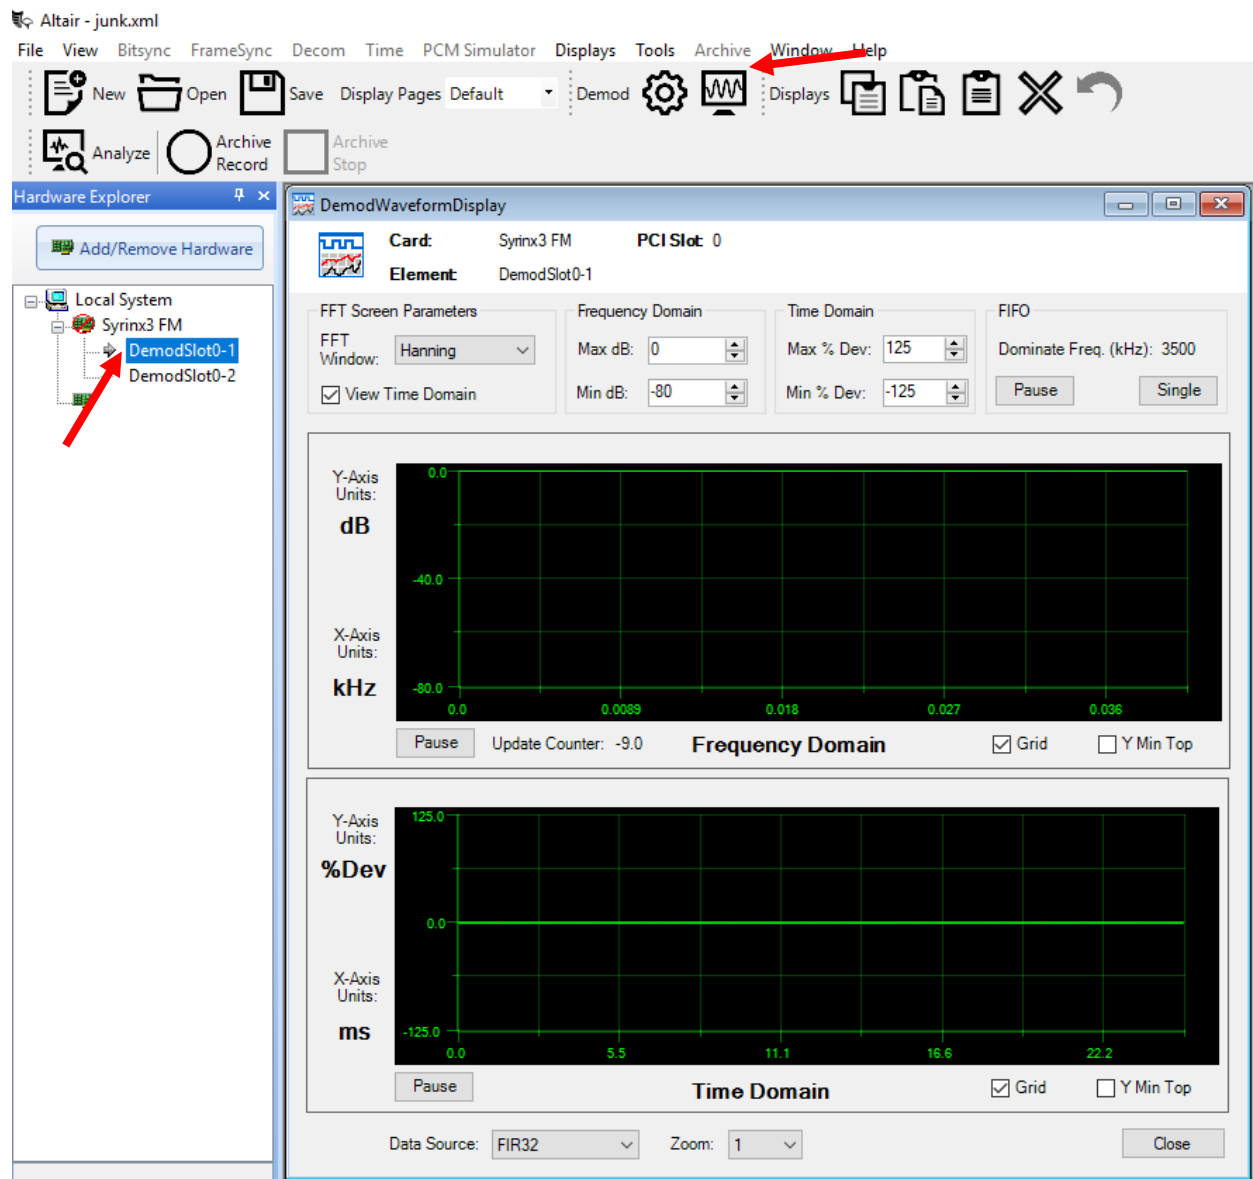 Altair - junk.xml
File View Bitsync FrameSync Decom Time PCM Simulator Displays Tools Archive Window Help
New Open Save Display Pages Default Demod Displays
Analyze Archive Record Archive Stop
Hardware Explorer
Add/Remove Hardware
Local System
Syrinx3 FM
DemodSlot0-1
DemodSlot0-2
DemodWaveformDisplay
Card: Syrinx3 FM PCI Slot: 0
Element: DemodSlot0-1
FFT Screen Parameters Frequency Domain Time Domain FIFO
FFT Window: Hanning Max dB: 0 Max % Dev: 125 Dominate Freq. (kHz): 3500
View Time Domain Min dB: -80 Min % Dev: -125 Pause Single
Y-Axis Units:
dB
X-Axis Units:
kHz
0.0
-40.0
-80.0
0.0 0.0089 0.018 0.027 0.036
Pause Update Counter: -9.0 Frequency Domain Grid Y Min Top
Y-Axis Units:
%Dev
X-Axis Units:
ms
125.0
0.0
-125.0
0.0 5.5 11.1 16.6 22.2
Pause Time Domain Grid Y Min Top
Data Source: FIR32 Zoom: 1 Close